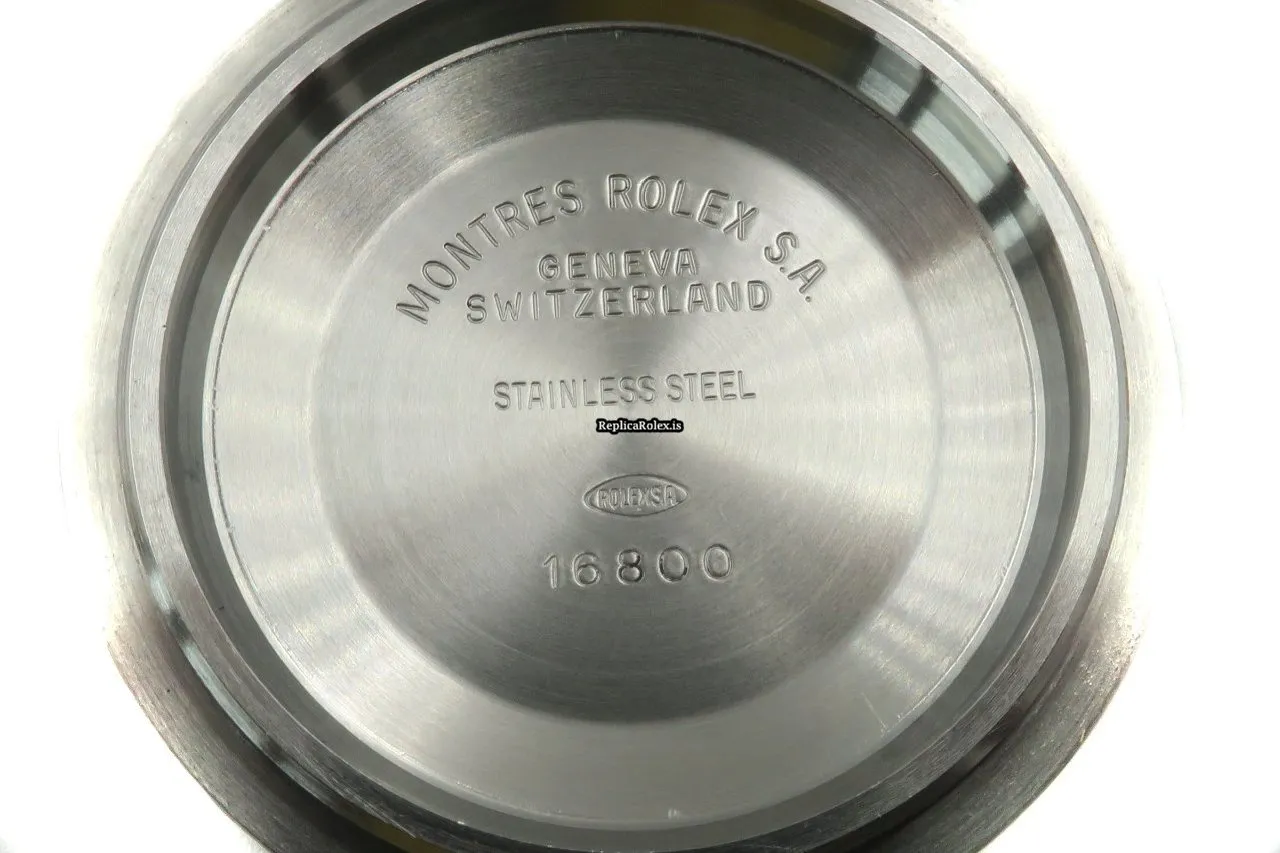 MONTRES ROLEX S.A.
GENEVA
SWITZERLAND
STAINLESS STEEL
ReplicaRolex.is
ROLEXSA
16800